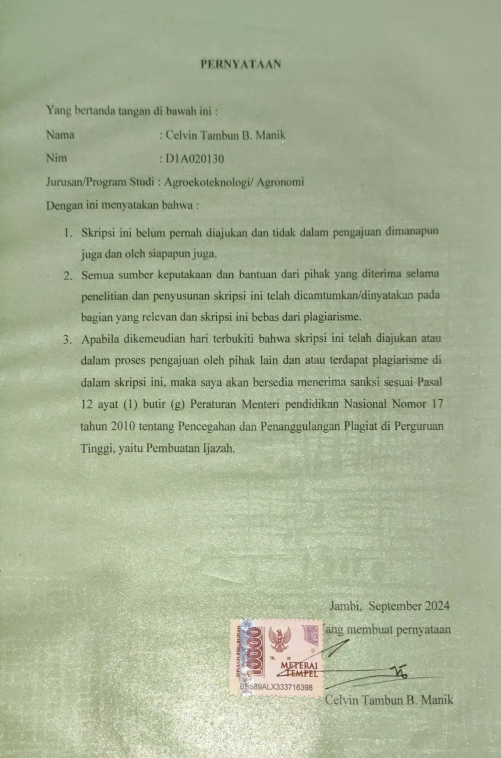 PERNYATAAN
Yang bertanda tangan di bawah ini :
Nama : Celvin Tambun B. Manik
Nim : D1A020130
Jurusan/Program Studi : Agroekoteknologi/ Agronomi
Dengan ini menyatakan bahwa :
1. Skripsi ini belum pernah diajukan dan tidak dalam pengajuan dimanapun
juga dan oleh siapapun juga.
2. Semua sumber keputakaan dan bantuan dari pihak yang diterima selama
penelitian dan penyusunan skripsi ini telah dicamtumkan/dinyatakan pada
bagian yang relevan dan skripsi ini bebas dari plagiarisme.
3. Apabila dikemeudian hari terbukiti bahwa skripsi ini telah diajukan atau
dalam proses pengajuan oleh pihak lain dan atau terdapat plagiarisme di
dalam skripsi ini, maka saya akan bersedia menerima sanksi sesuai Pasal
12 ayat (1) butir (g) Peraturan Menteri pendidikan Nasional Nomor 17
tahun 2010 tentang Pencegahan dan Penanggulangan Plagiat di Perguruan
Tinggi, yaitu Pembuatan Ijazah.
Jambi, September 2024
ang membuat pernyataan
10000
METERAI
TEMPEL
Celvin Tambun B. Manik